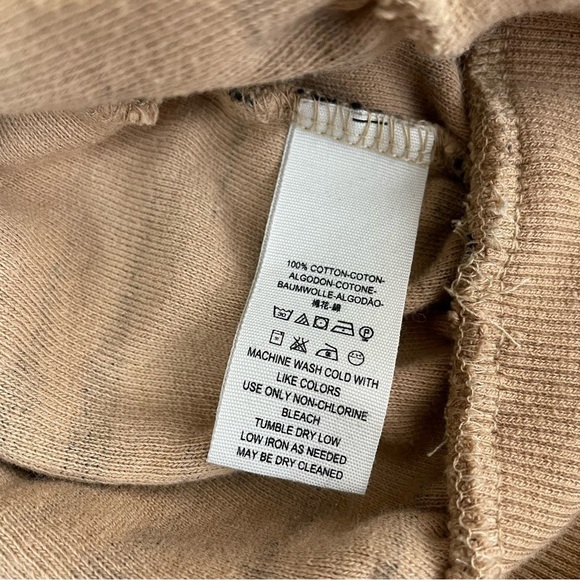 100% COTTON-COTON-
ALGODON-COTONE-
BAUMWOLLE-ALGODÃO-
棉花-綿
MACHINE WASH COLD WITH
LIKE COLORS
USE ONLY NON-CHLORINE
BLEACH
TUMBLE DRY LOW
LOW IRON AS NEEDED
MAY BE DRY CLEANED